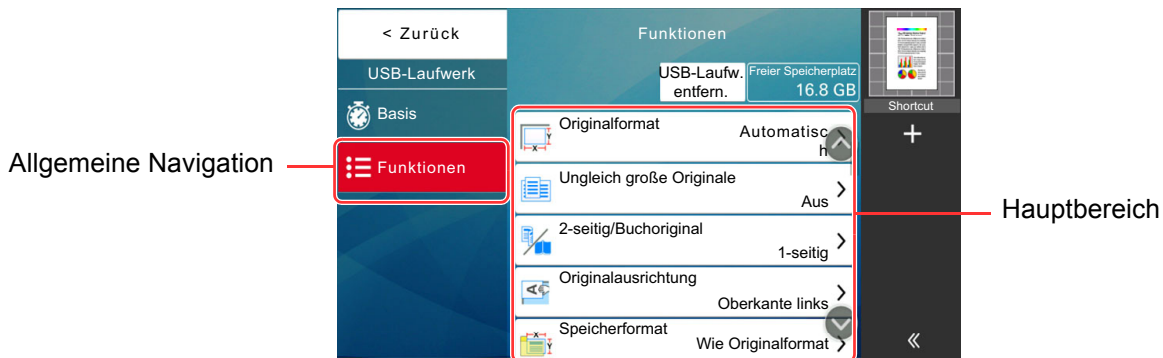 < Zurück
Funktionen
USB-Laufwerk
USB-Laufw.
entfern.
Freier Speicherplatz
16.8 GB
Shortcut
Basis
Funktionen
Originalformat
Automatisc
h
Ungleich große Originale
Aus
2-seitig/Buchoriginal
1-seitig
Originalausrichtung
Oberkante links
Speicherformat
Wie Originalformat
Allgemeine Navigation
Hauptbereich